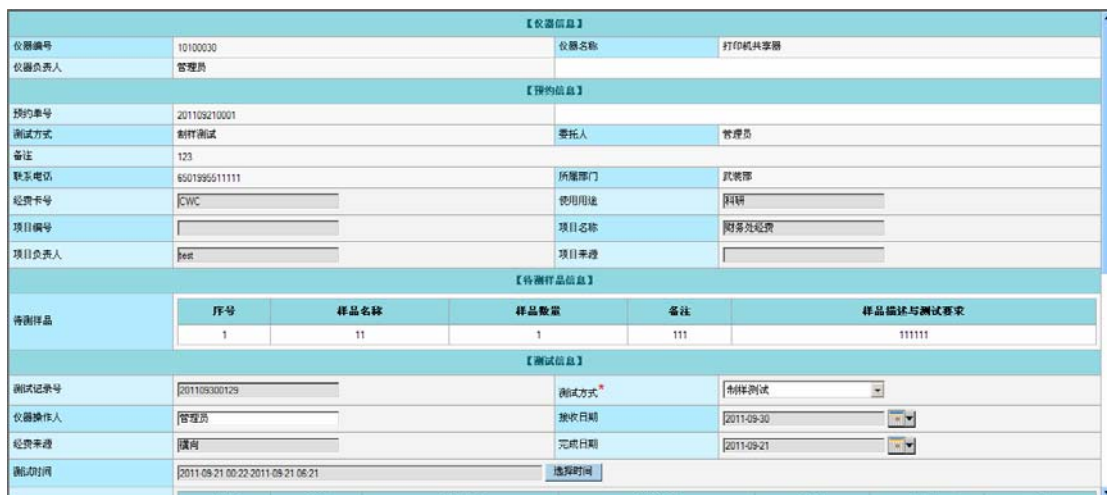 【仪器信息】
仪器编号 10100030 仪器名称 打印机共享器
仪器负责人 管理员
【预约信息】
预约单号 201109210001
测试方式 制样测试 委托人 管理员
备注 123
联系电话 6501995511111 所属部门 武装部
经费卡号 CWC 使用用途 科研
项目编号 项目名称 财务处经费
项目负责人 test 项目来源
【待测样品信息】
待测样品 序号 样品名称 样品数量 备注 样品描述与测试要求
1 11 1 111 111111
【测试信息】
测试记录号 201109300129 测试方式* 制样测试
仪器操作人 管理员 接收日期 2011-09-30
经费来源 横向 完成日期 2011-09-21
测试时间 2011-09-21 00:22-2011-09-21 06:21 选择时间